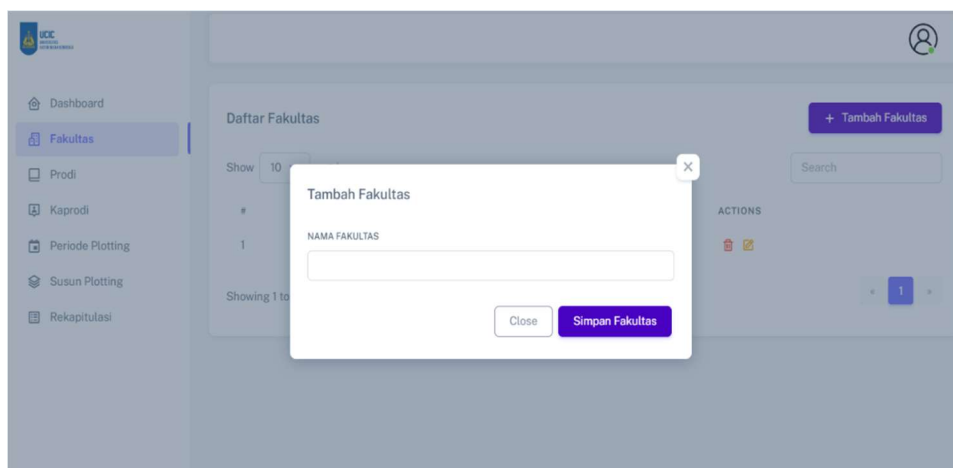 UCIC
Dashboard
Fakultas
Prodi
Kaprodi
Periode Plotting
Susun Plotting
Rekapitulasi
Daftar Fakultas
+ Tambah Fakultas
Show 10
Search
# ACTIONS
1
Showing 1 to
« 1 »
Tambah Fakultas
×
NAMA FAKULTAS
Close Simpan Fakultas